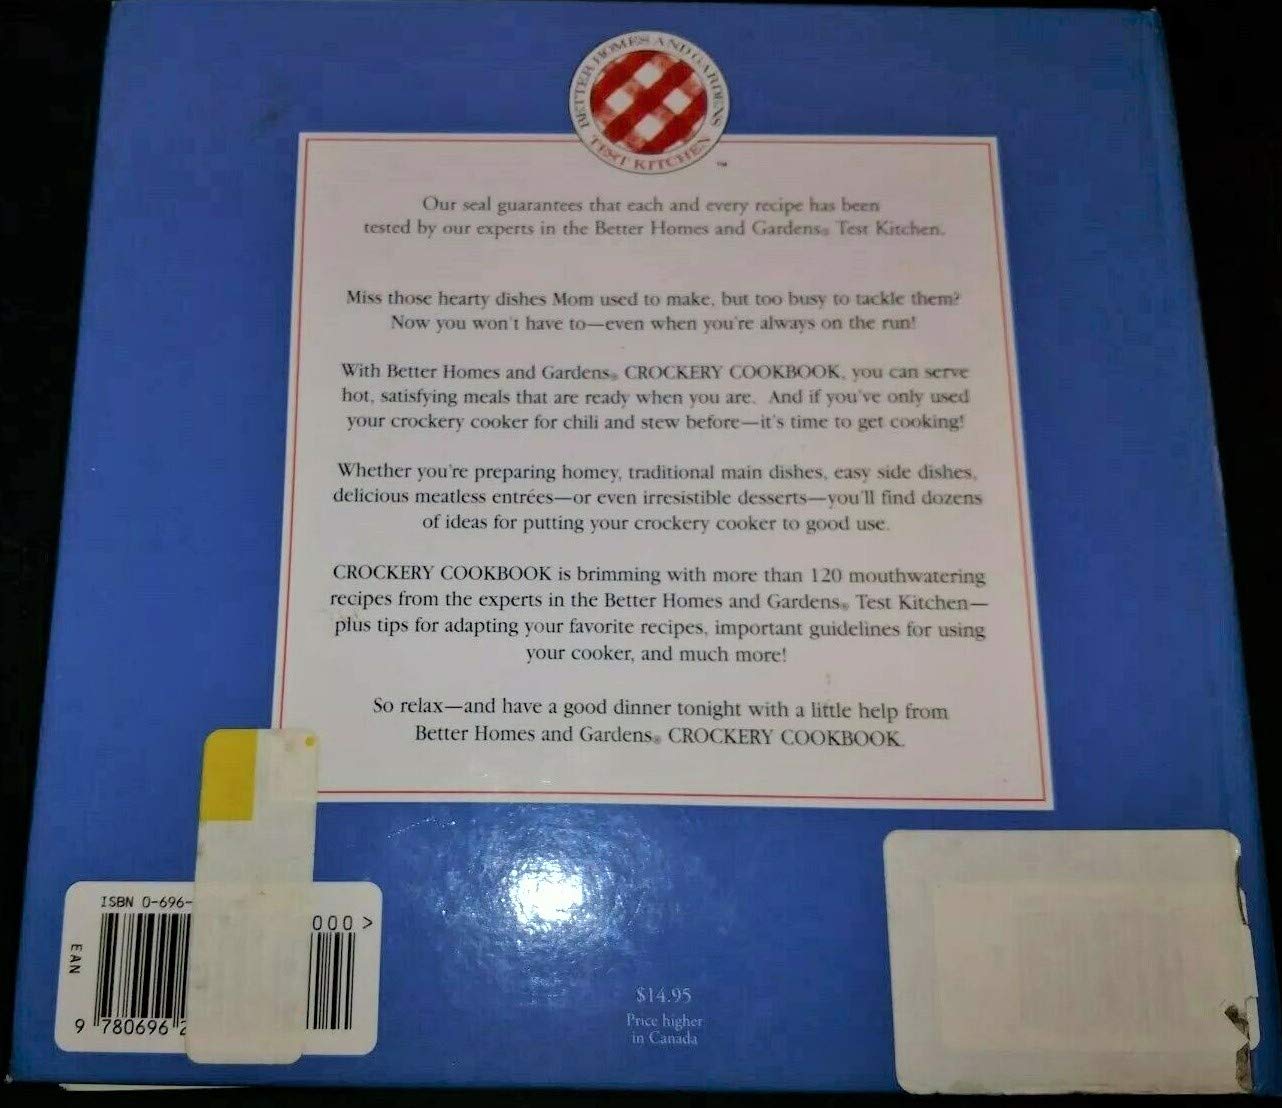 BETTER HOMES AND GARDENS
TEST KITCHEN
™
Our seal guarantees that each and every recipe has been
tested by our experts in the Better Homes and Gardens® Test Kitchen.
Miss those hearty dishes Mom used to make, but too busy to tackle them?
Now you won't have to—even when you're always on the run!
With Better Homes and Gardens® CROCKERY COOKBOOK, you can serve
hot, satisfying meals that are ready when you are. And if you've only used
your crockery cooker for chili and stew before—it's time to get cooking!
Whether you're preparing homey, traditional main dishes, easy side dishes,
delicious meatless entrées—or even irresistible desserts—you'll find dozens
of ideas for putting your crockery cooker to good use.
CROCKERY COOKBOOK is brimming with more than 120 mouthwatering
recipes from the experts in the Better Homes and Gardens® Test Kitchen—
plus tips for adapting your favorite recipes, important guidelines for using
your cooker, and much more!
So relax—and have a good dinner tonight with a little help from
Better Homes and Gardens® CROCKERY COOKBOOK.
ISBN 0-696-
000 >
EAN
9 780696 2
$14.95
Price higher
in Canada